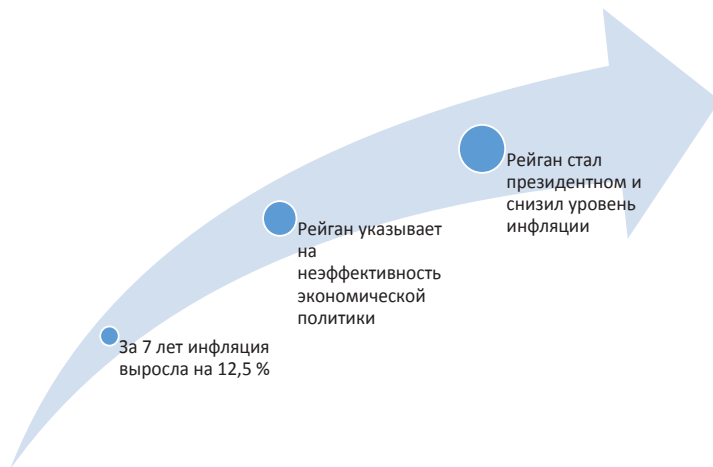 Рейган стал
президентном и
снизил уровень
инфляции
Рейган указывает
на
неэффективность
экономической
политики
За 7 лет инфляция
выросла на 12,5 %